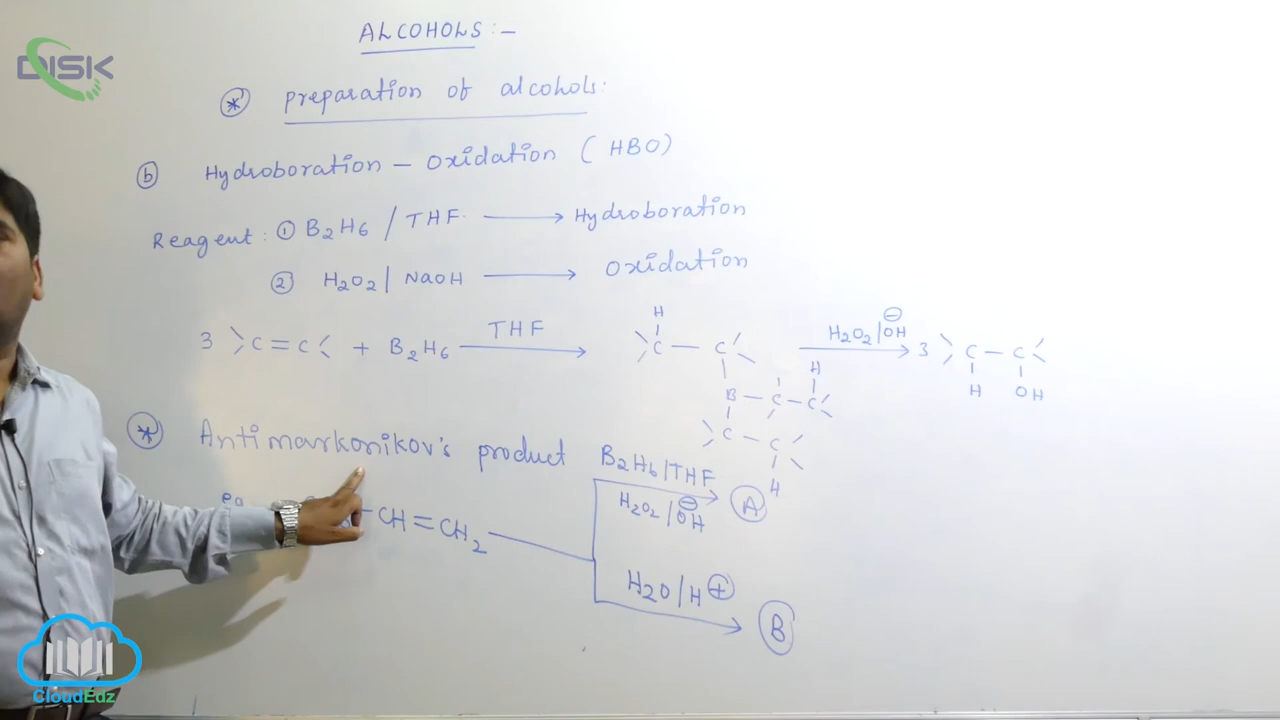 ALCOHOLS:-
DISK
* preparation of alcohols:
b Hydroboration - Oxidation (HBO)
Reagent: ① B2H6 / THF ⟶ Hydroboration
② H2O2 | NaOH ⟶ Oxidation
3 C = C + B2H6 THF ⟶ H C - C B - C - C H C - C H H2O2|OH⊖ ⟶ 3 C - C H OH
* Antimarkonikov's product
eg CH=CH2
B2H6/THF H2O2/OH⊖ ⟶ A
H2O/H⊕ ⟶ B
CloudEdz